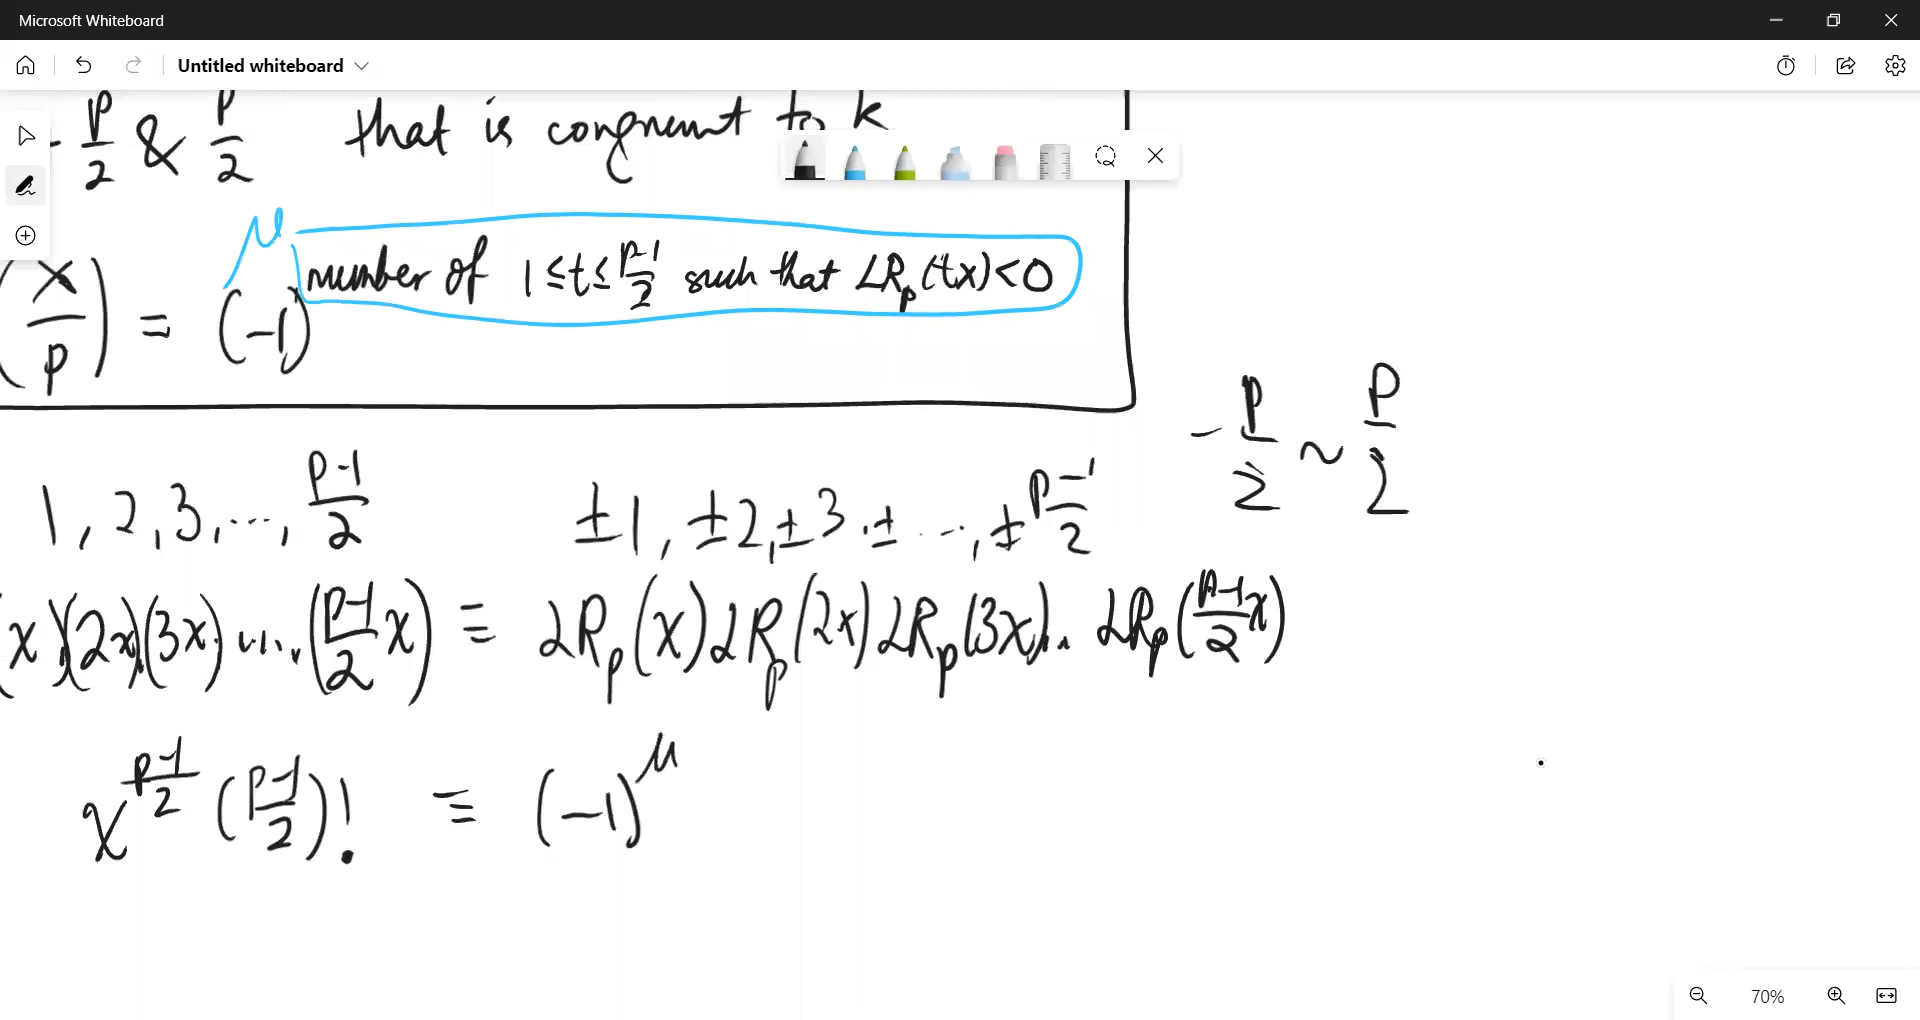 Microsoft Whiteboard
Untitled whiteboard
- p/2 & p/2 that is congruent to k
μ
(x/p) = (-1)^number of 1 ≤ t ≤ p-1/2 such that LR_p(tx) < 0
- p/2 ~ p/2
1, 2, 3, ..., p-1/2 ±1, ±2, ±3, ± ..., ± p-1/2
(x)(2x)(3x) ... (p-1/2 x) ≡ LR_p(x) LR_p(2x) LR_p(3x) ... LR_p(p-1/2 x)
x^(p-1/2) (p-1/2)! ≡ (-1)^μ
70%